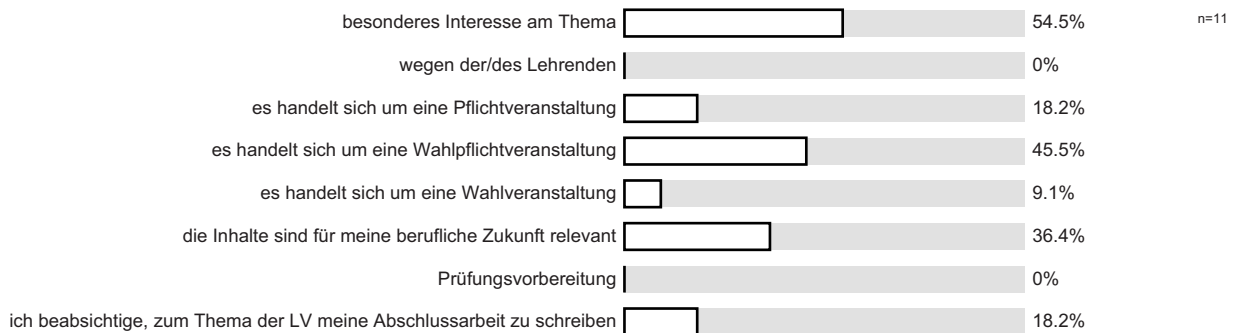 besonderes Interesse am Thema 54.5% n=11
wegen der/des Lehrenden 0%
es handelt sich um eine Pflichtveranstaltung 18.2%
es handelt sich um eine Wahlpflichtveranstaltung 45.5%
es handelt sich um eine Wahlveranstaltung 9.1%
die Inhalte sind für meine berufliche Zukunft relevant 36.4%
Prüfungsvorbereitung 0%
ich beabsichtige, zum Thema der LV meine Abschlussarbeit zu schreiben 18.2%